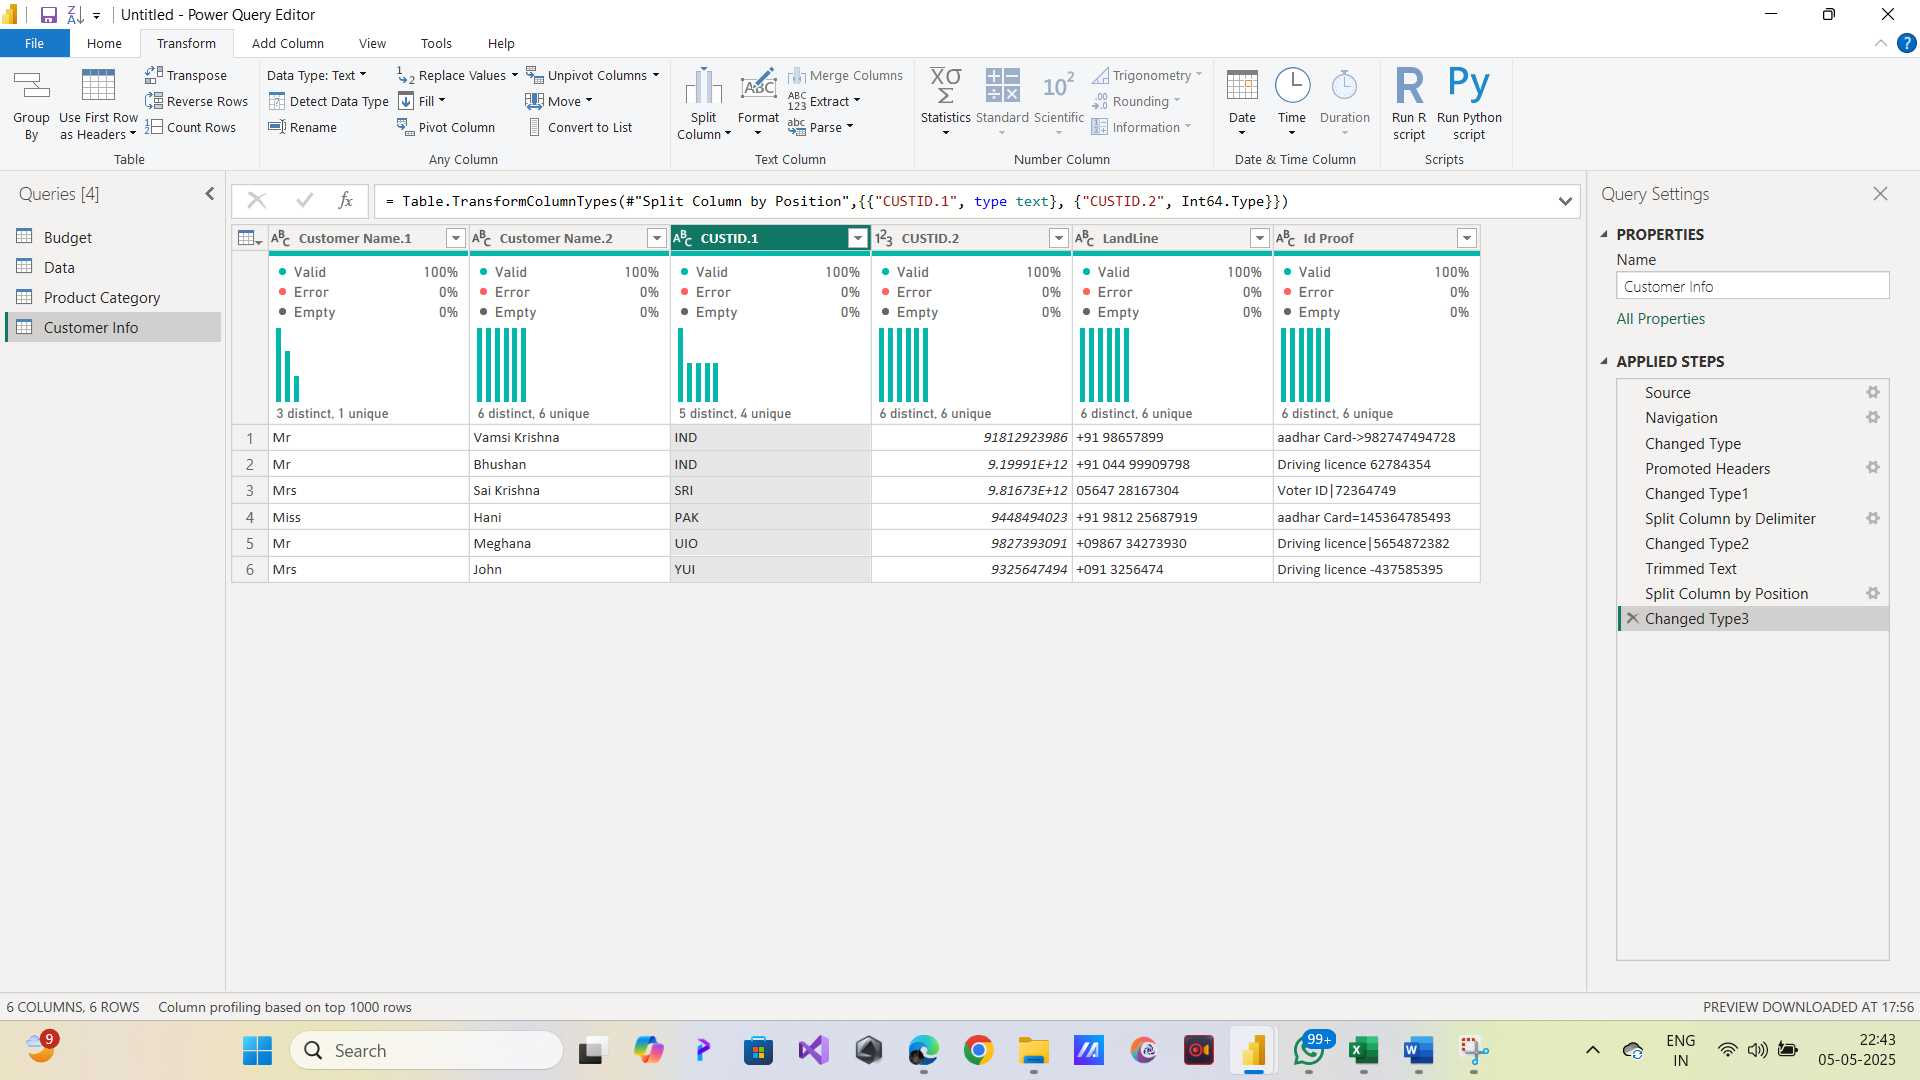 Untitled - Power Query Editor
File
Home
Transform
Add Column
View
Tools
Help
Group By
Use First Row as Headers
Transpose
Reverse Rows
Count Rows
Table
Data Type: Text
Detect Data Type
Rename
Replace Values
Fill
Pivot Column
Unpivot Columns
Move
Convert to List
Any Column
Split Column
Format
Merge Columns
Extract
Parse
Text Column
Statistics
Standard
Scientific
Trigonometry
Rounding
Information
Number Column
Date
Time
Duration
Date & Time Column
Run R script
Run Python script
Scripts
Queries [4]
Budget
Data
Product Category
Customer Info
fx
= Table.TransformColumnTypes(#"Split Column by Position",{{"CUSTID.1", type text}, {"CUSTID.2", Int64.Type}})
Customer Name.1 Customer Name.2 CUSTID.1 CUSTID.2 LandLine Id Proof
Valid 100% Valid 100% Valid 100% Valid 100% Valid 100% Valid 100%
Error 0% Error 0% Error 0% Error 0% Error 0% Error 0%
Empty 0% Empty 0% Empty 0% Empty 0% Empty 0% Empty 0%
3 distinct, 1 unique 6 distinct, 6 unique 5 distinct, 4 unique 6 distinct, 6 unique 6 distinct, 6 unique 6 distinct, 6 unique
1 Mr Vamsi Krishna IND 91812923986 +91 98657899 aadhar Card->982747494728
2 Mr Bhushan IND 9.19991E+12 +91 044 99909798 Driving licence 62784354
3 Mrs Sai Krishna SRI 9.81673E+12 05647 28167304 Voter ID|72364749
4 Miss Hani PAK 9448494023 +91 9812 25687919 aadhar Card=145364785493
5 Mr Meghana UIO 9827393091 +09867 34273930 Driving licence|5654872382
6 Mrs John YUI 9325647494 +091 3256474 Driving licence -437585395
Query Settings
PROPERTIES
Name
Customer Info
All Properties
APPLIED STEPS
Source
Navigation
Changed Type
Promoted Headers
Changed Type1
Split Column by Delimiter
Changed Type2
Trimmed Text
Split Column by Position
Changed Type3
6 COLUMNS, 6 ROWS
Column profiling based on top 1000 rows
PREVIEW DOWNLOADED AT 17:56
9
Search
99+
ENG
IN
22:43
05-05-2025